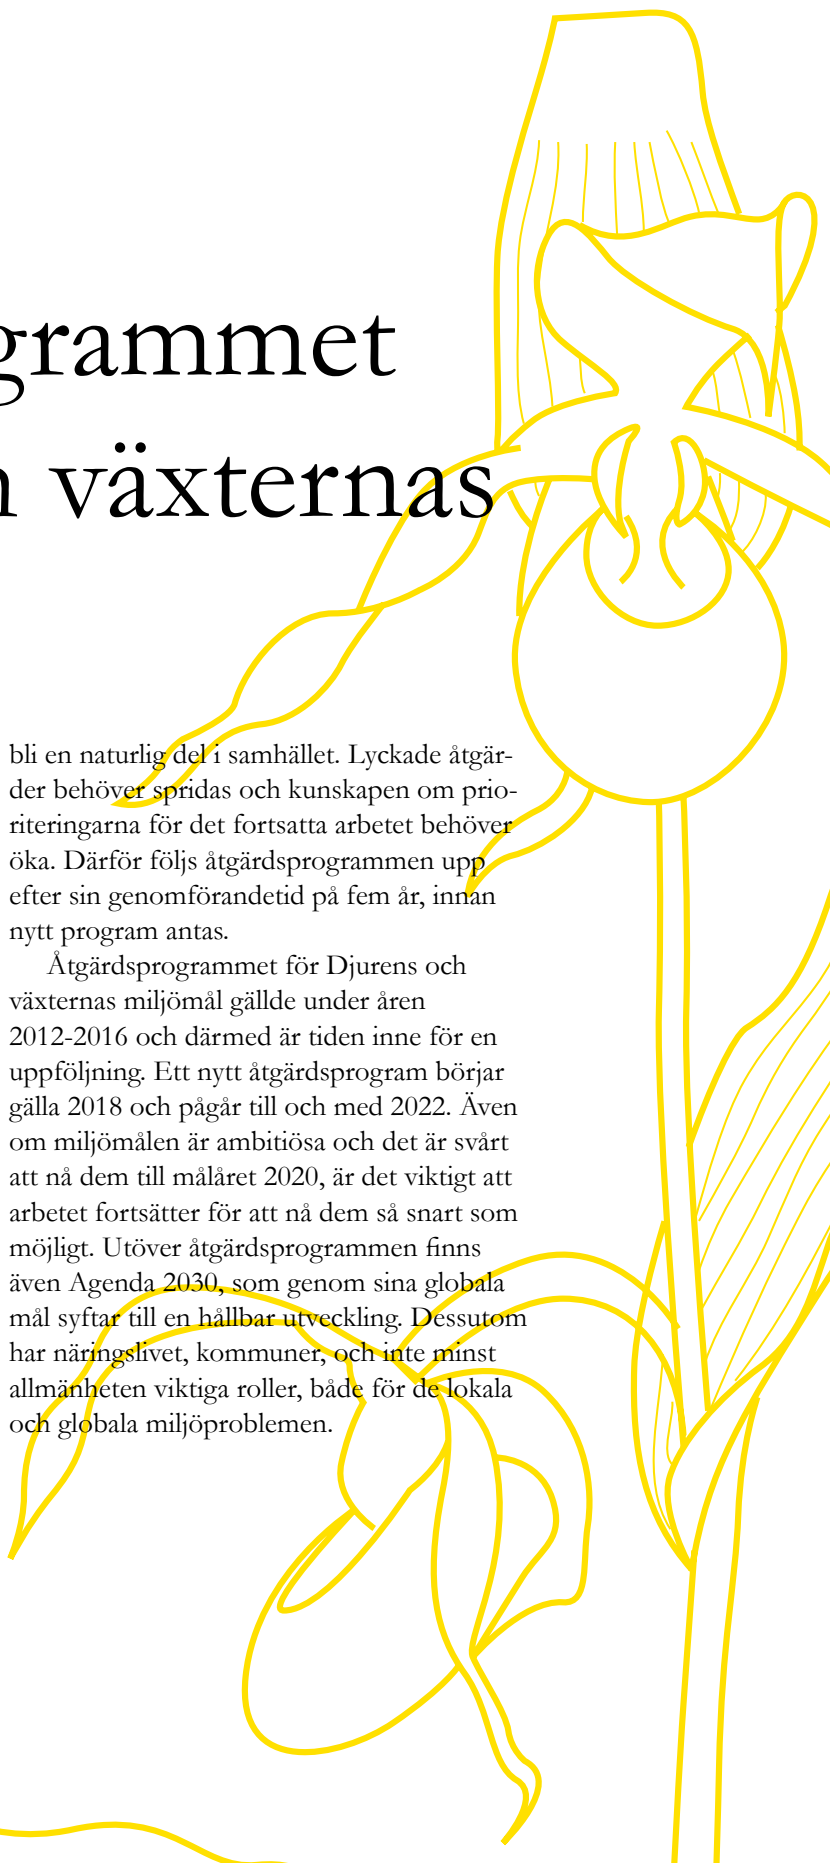 grammet
n växternas
bli en naturlig del i samhället. Lyckade åtgär-
der behöver spridas och kunskapen om prio-
riteringarna för det fortsatta arbetet behöver
öka. Därför följs åtgärdsprogrammen upp
efter sin genomförandetid på fem år, innan
nytt program antas.
Åtgärdsprogrammet för Djurens och
växternas miljömål gällde under åren
2012-2016 och därmed är tiden inne för en
uppföljning. Ett nytt åtgärdsprogram börjar
gälla 2018 och pågår till och med 2022. Även
om miljömålen är ambitiösa och det är svårt
att nå dem till målåret 2020, är det viktigt att
arbetet fortsätter för att nå dem så snart som
möjligt. Utöver åtgärdsprogrammen finns
även Agenda 2030, som genom sina globala
mål syftar till en hållbar utveckling. Dessutom
har näringslivet, kommuner, och inte minst
allmänheten viktiga roller, både för de lokala
och globala miljöproblemen.